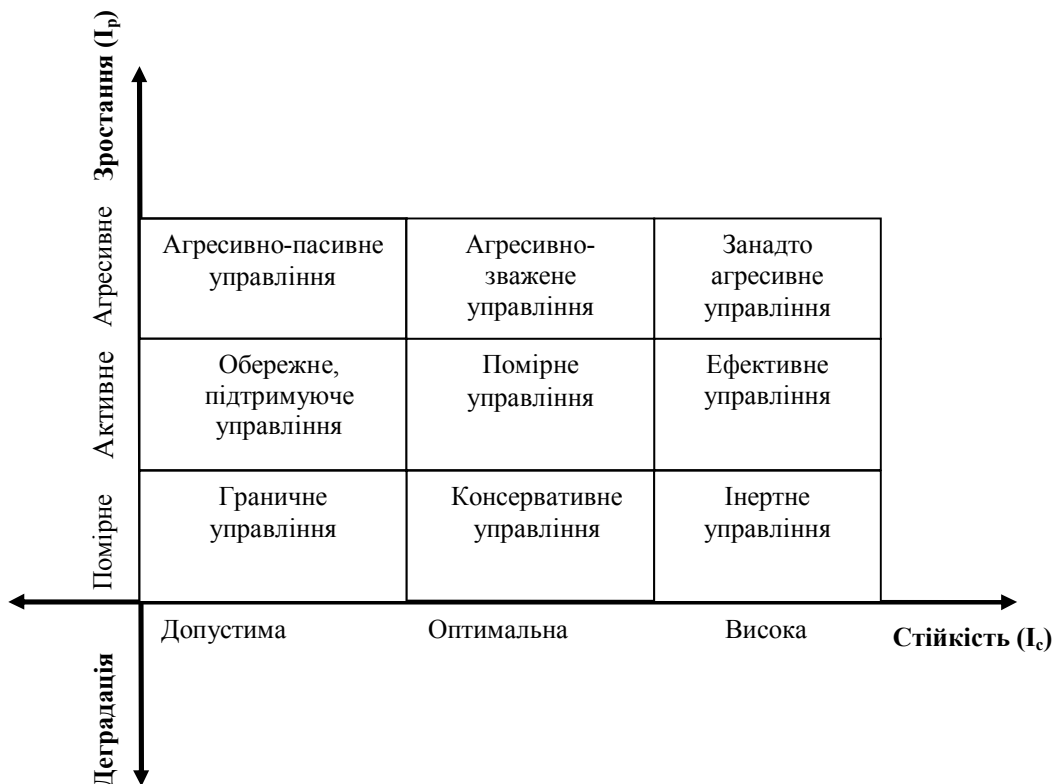 Зростання (Iр)
Агресивне
Агресивно-пасивне
управління
Агресивно-
зважене
управління
Занадто
агресивне
управління
Активне
Обережне,
підтримуюче
управління
Помірне
управління
Ефективне
управління
Помірне
Граничне
управління
Консервативне
управління
Інертне
управління
Допустима
Оптимальна
Висока
Стійкість (Iс)
Деградація